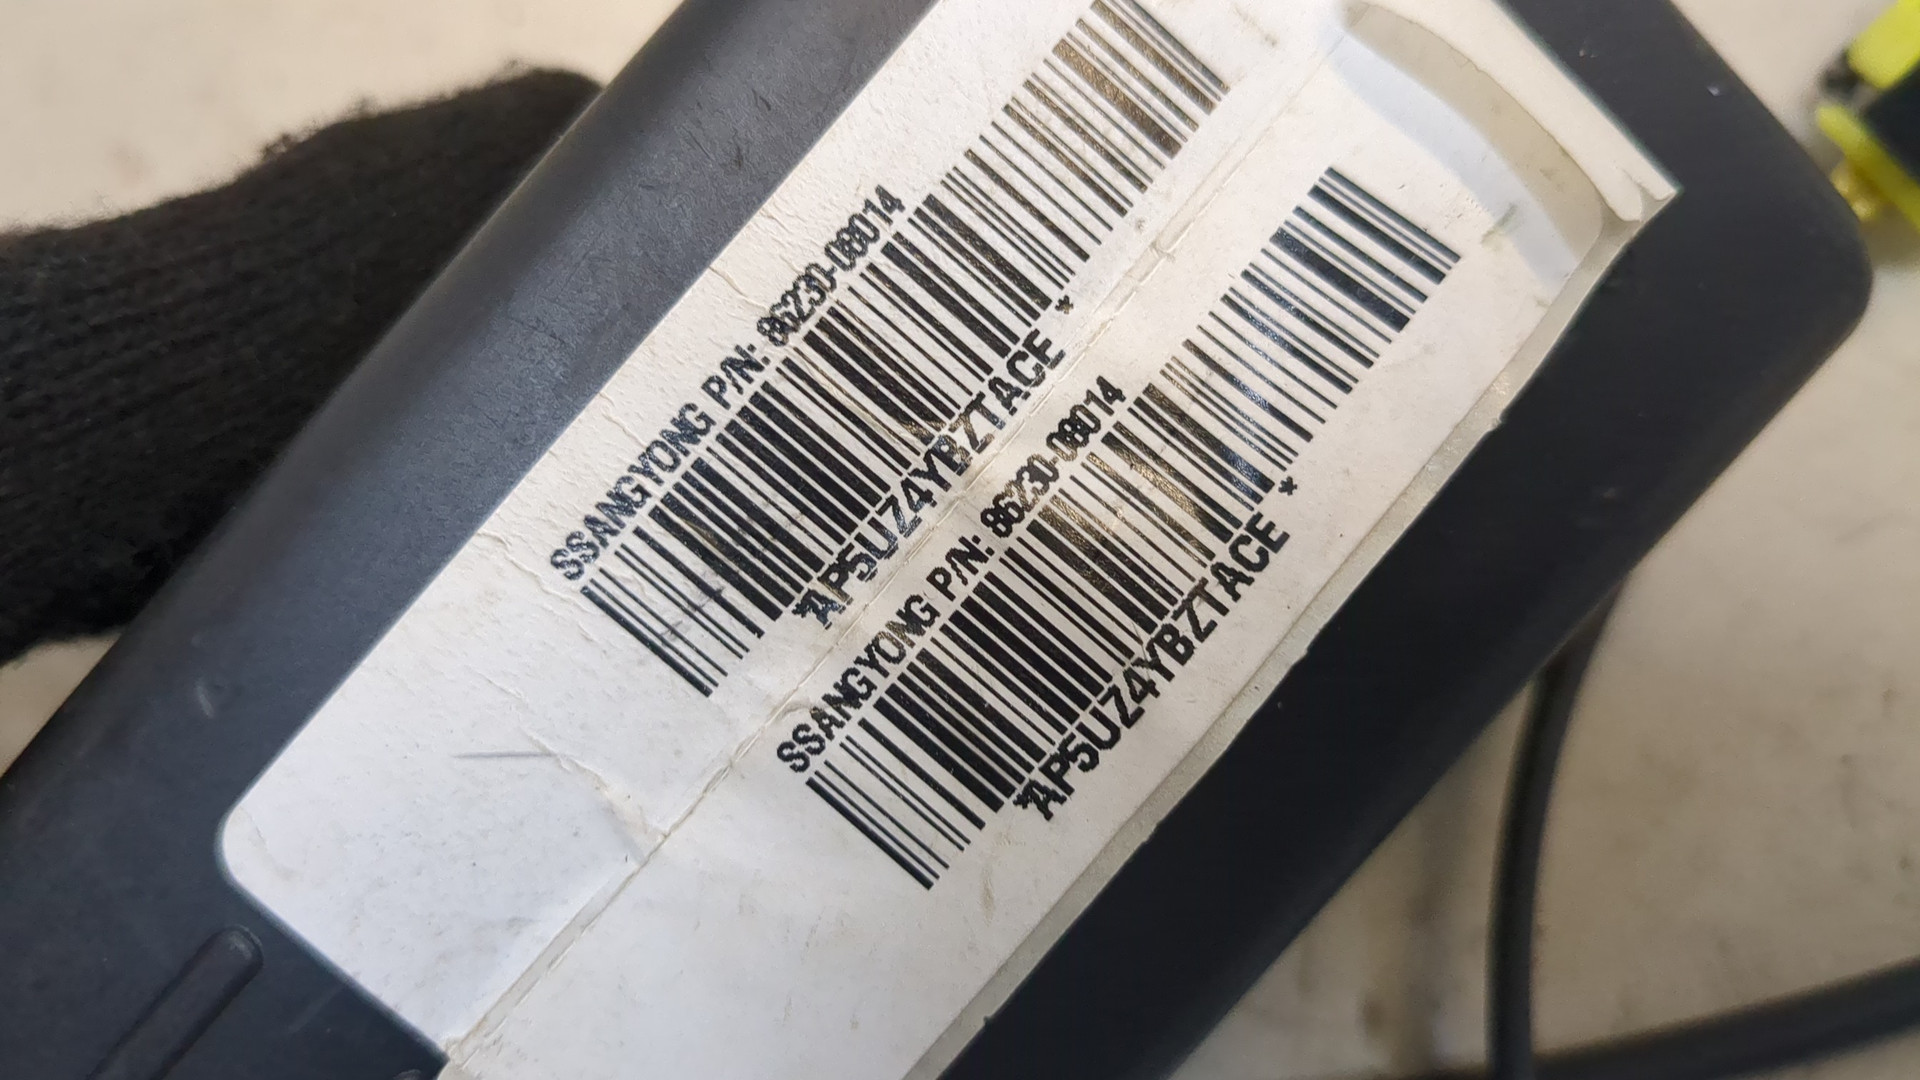 SSANGYONG P/N: 86230-08014
*AP5UZ4YBZTACE *
SSANGYONG P/N: 86230-08014
*AP5UZ4YBZTACE *